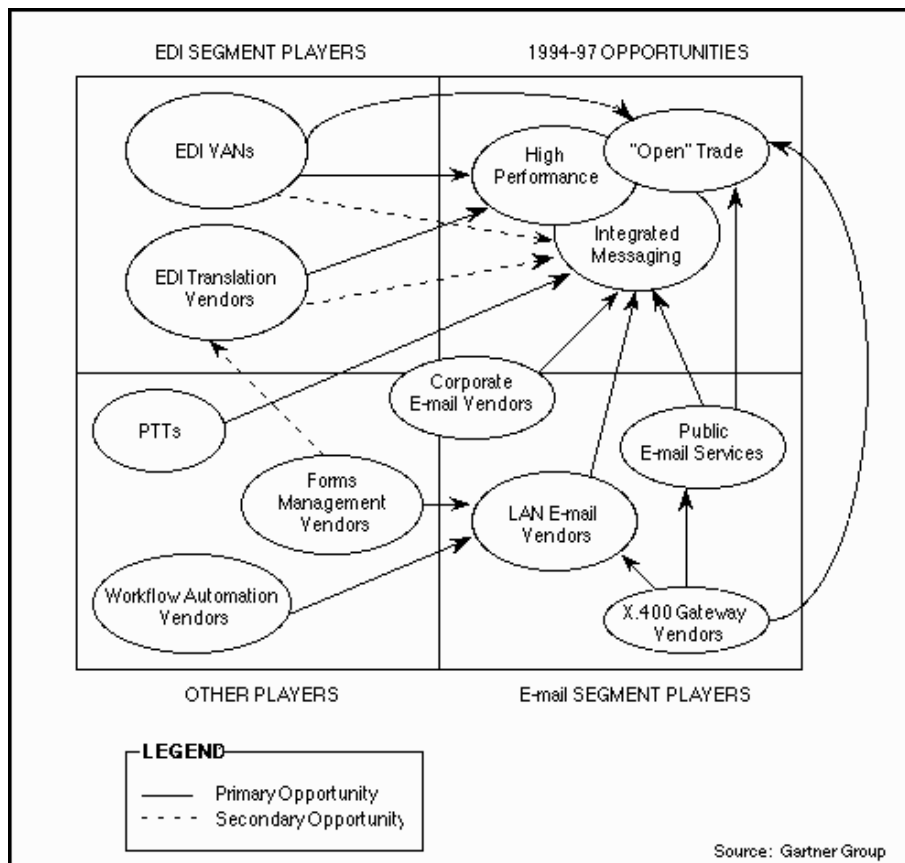 EDI SEGMENT PLAYERS
1994-97 OPPORTUNITIES
EDI VANs
High
Performance
"Open" Trade
Integrated
Messaging
EDI Translation
Vendors
Corporate
E-mail Vendors
PTTs
Public
E-mail Services
Forms
Management
Vendors
LAN E-mail
Vendors
Workflow Automation
Vendors
X.400 Gateway
Vendors
OTHER PLAYERS
E-mail SEGMENT PLAYERS
LEGEND
Primary Opportunity
Secondary Opportunity
Source: Gartner Group